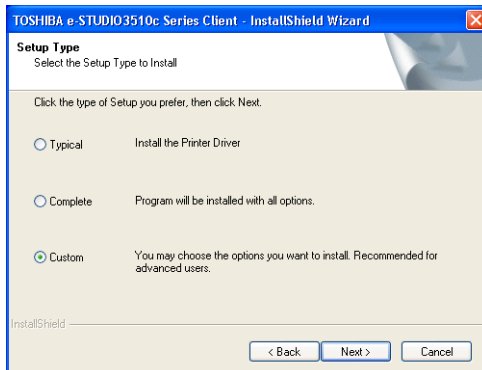 TOSHIBA e-STUDIO3510c Series Client - InstallShield Wizard
Setup Type
Select the Setup Type to Install
Click the type of Setup you prefer, then click Next.
Typical Install the Printer Driver
Complete Program will be installed with all options.
Custom You may choose the options you want to install. Recommended for
advanced users.
InstallShield
< Back Next > Cancel